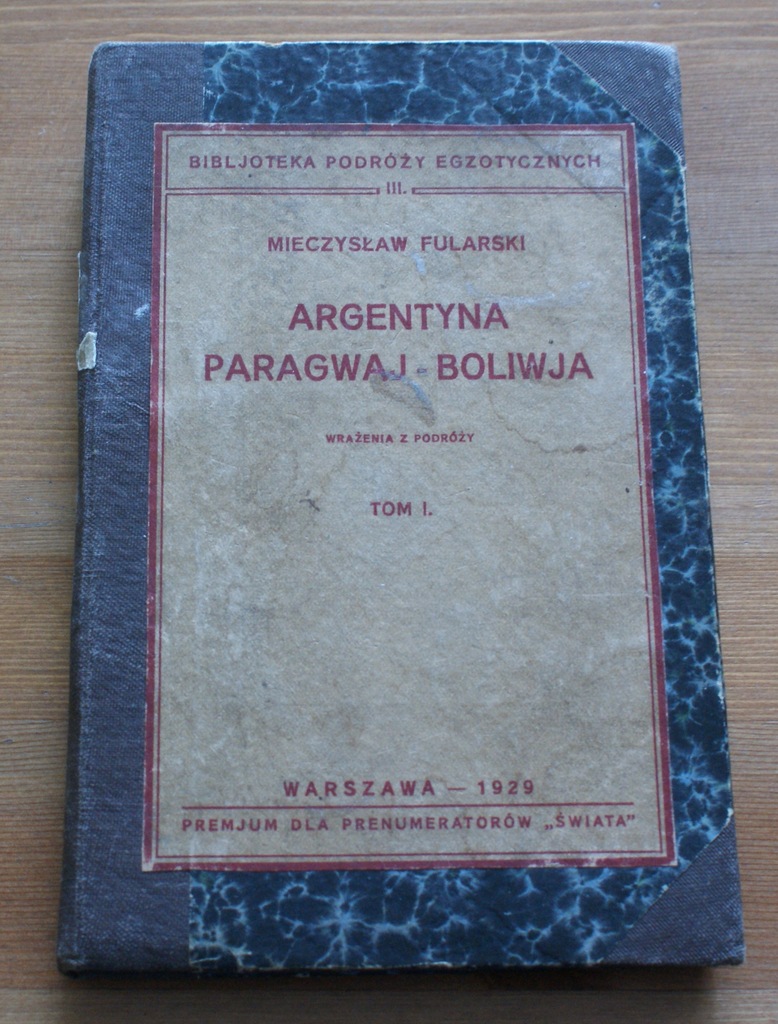 BIBLJOTEKA PODRÓŻY EGZOTYCZNYCH
III.
MIECZYSŁAW FULARSKI
ARGENTYNA
PARAGWAJ - BOLIWJA
WRAŻENIA Z PODRÓŻY
TOM I.
WARSZAWA — 1929
PREMJUM DLA PRENUMERATORÓW „ŚWIATA”